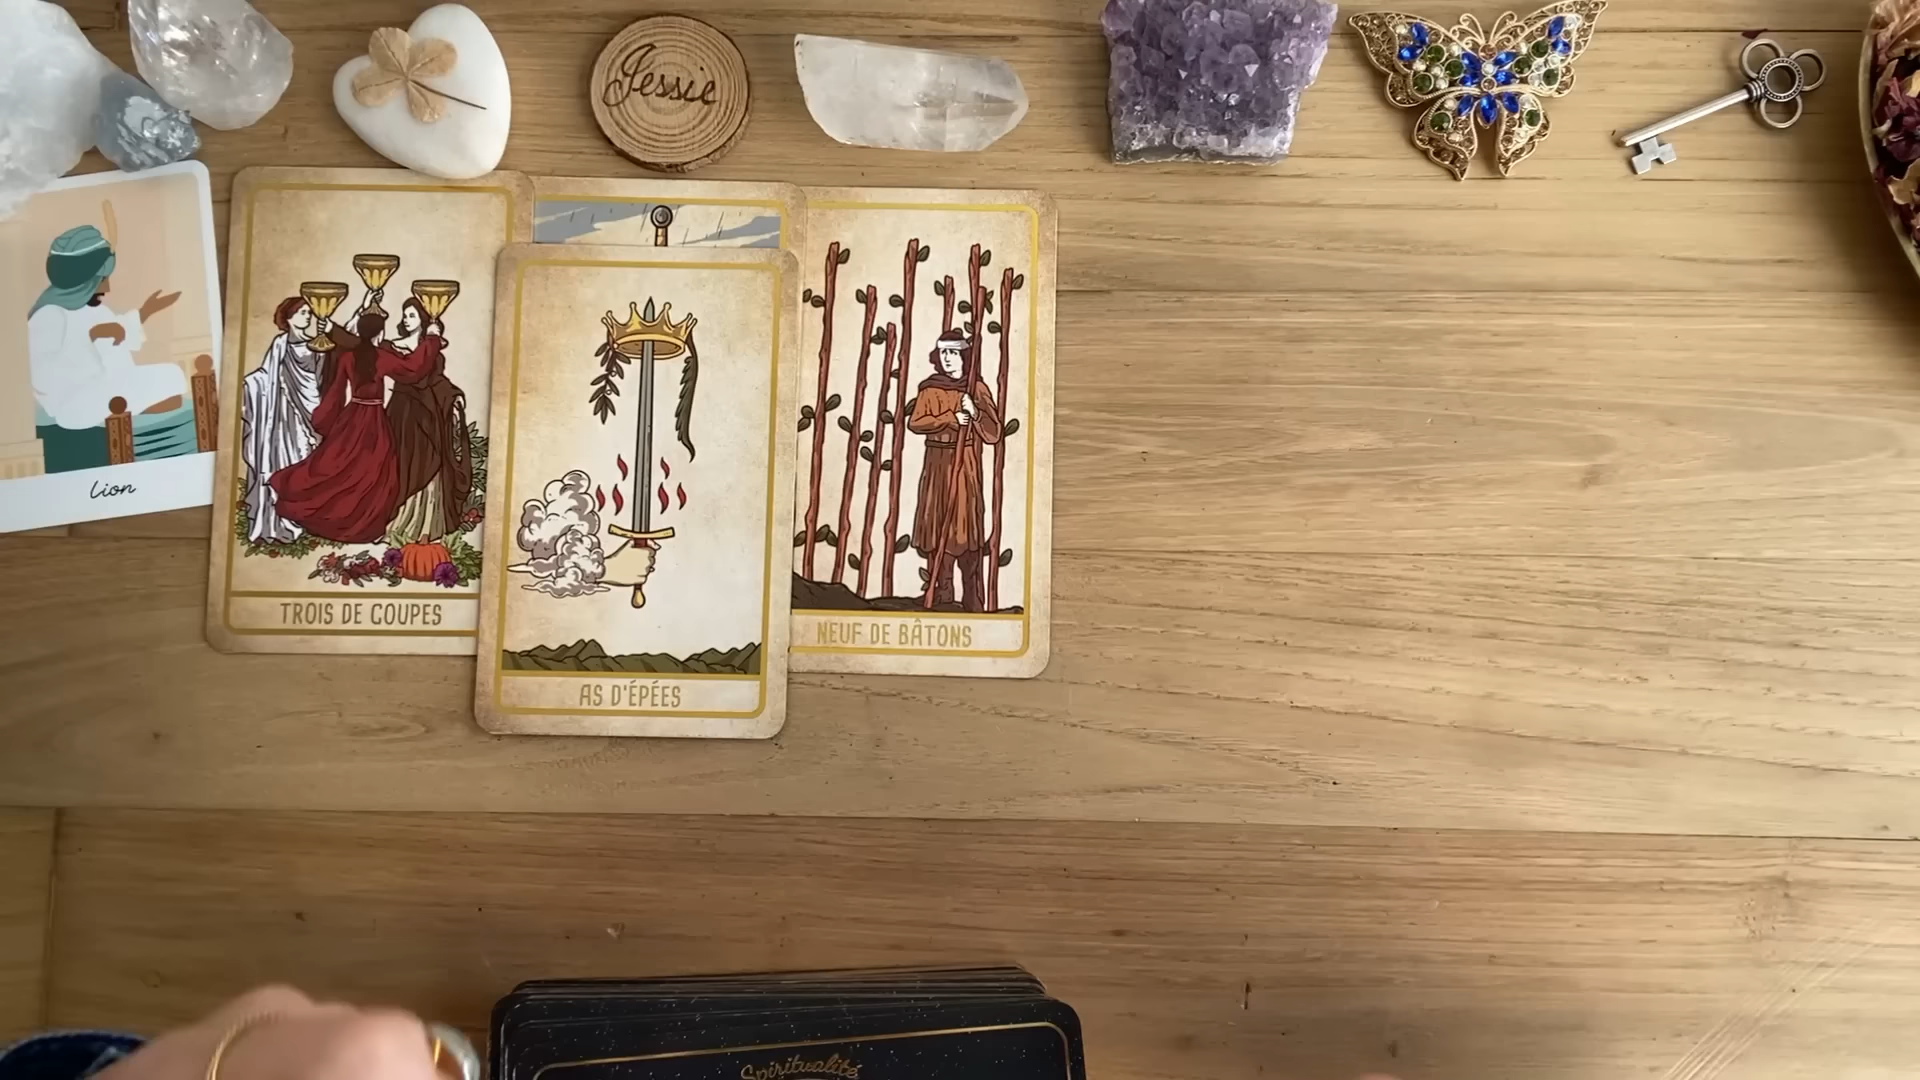 Jessie
lion
TROIS DE COUPES
AS D'ÉPÉES
NEUF DE BÂTONS
Spiritualité